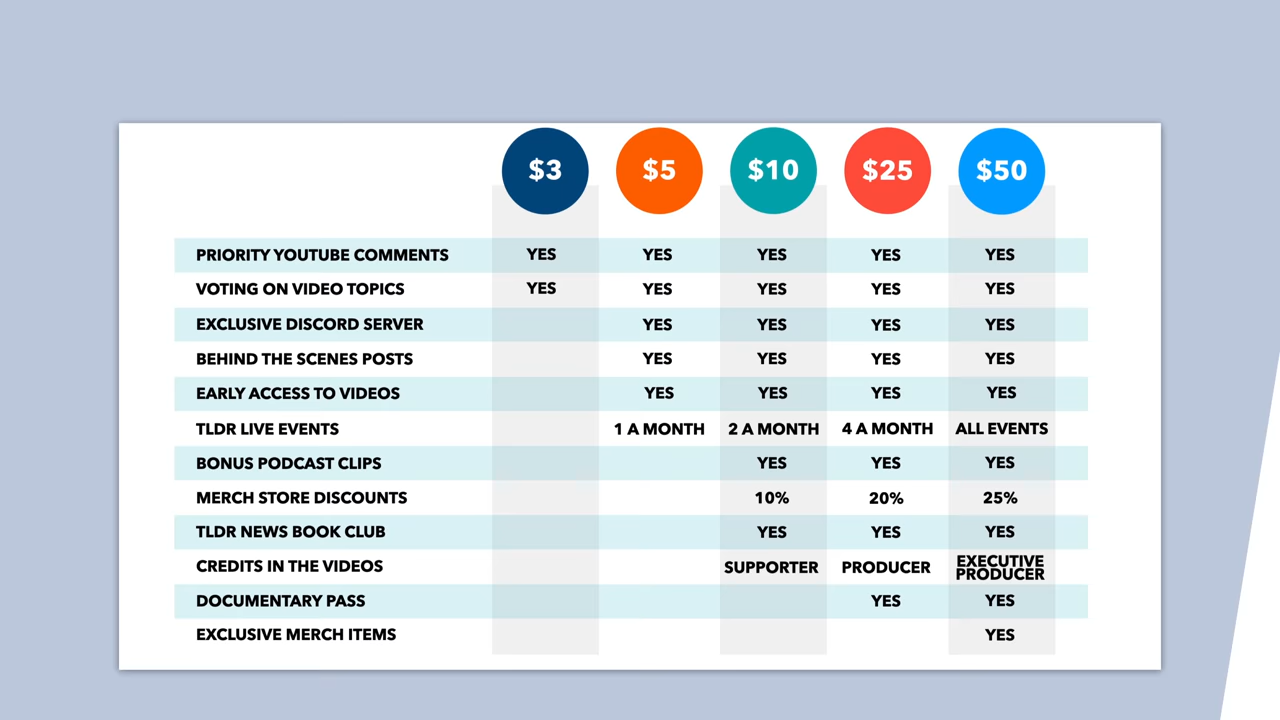 $3 $5 $10 $25 $50
PRIORITY YOUTUBE COMMENTS YES YES YES YES YES
VOTING ON VIDEO TOPICS YES YES YES YES YES
EXCLUSIVE DISCORD SERVER YES YES YES YES
BEHIND THE SCENES POSTS YES YES YES YES
EARLY ACCESS TO VIDEOS YES YES YES YES
TLDR LIVE EVENTS 1 A MONTH 2 A MONTH 4 A MONTH ALL EVENTS
BONUS PODCAST CLIPS YES YES YES
MERCH STORE DISCOUNTS 10% 20% 25%
TLDR NEWS BOOK CLUB YES YES YES
CREDITS IN THE VIDEOS SUPPORTER PRODUCER EXECUTIVE PRODUCER
DOCUMENTARY PASS YES YES
EXCLUSIVE MERCH ITEMS YES